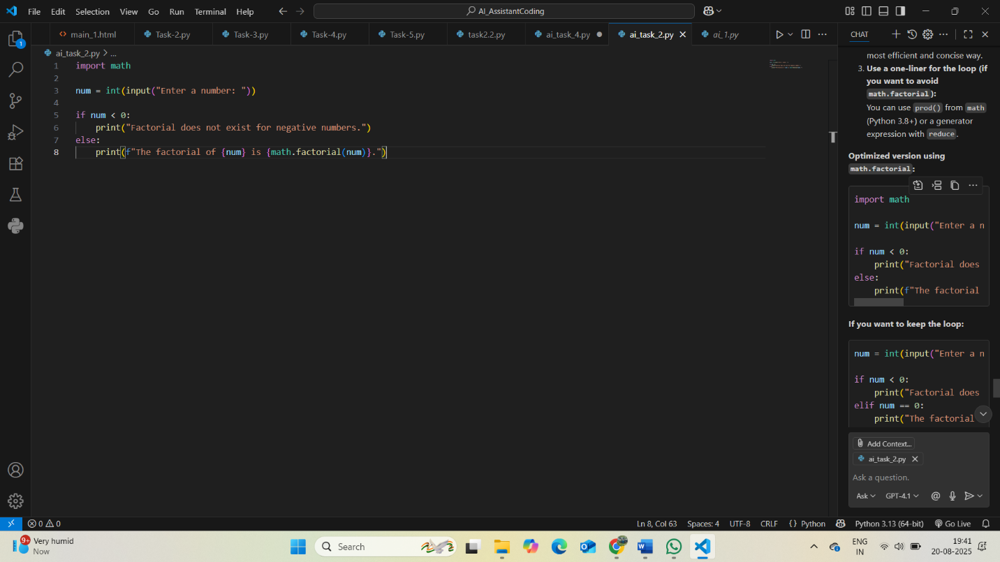 File Edit Selection View Go Run Terminal Help
AI_AssistantCoding
main_1.html Task-2.py Task-3.py Task-4.py Task-5.py task2.2.py ai_task_4.py ai_task_2.py ai_1.py
CHAT
1
ai_task_2.py > ...
1 import math
2
3 num = int(input("Enter a number: "))
4
5 if num < 0:
6 print("Factorial does not exist for negative numbers.")
7 else:
8 print(f"The factorial of {num} is {math.factorial(num)}.")
most efficient and concise way.
3. Use a one-liner for the loop (if
you want to avoid
math.factorial):
You can use prod() from math
(Python 3.8+) or a generator
expression with reduce.
Optimized version using
math.factorial:
import math
num = int(input("Enter a n
if num < 0:
print("Factorial does
else:
print(f"The factorial
If you want to keep the loop:
num = int(input("Enter a n
if num < 0:
print("Factorial does
elif num == 0:
print("The factorial
Add Context...
ai_task_2.py
Ask a question.
Ask GPT-4.1
0 0
Ln 8, Col 63 Spaces: 4 UTF-8 CRLF {} Python Python 3.13 (64-bit) Go Live
9+
Very humid
Now
Search
ENG
IN
19:41
20-08-2025